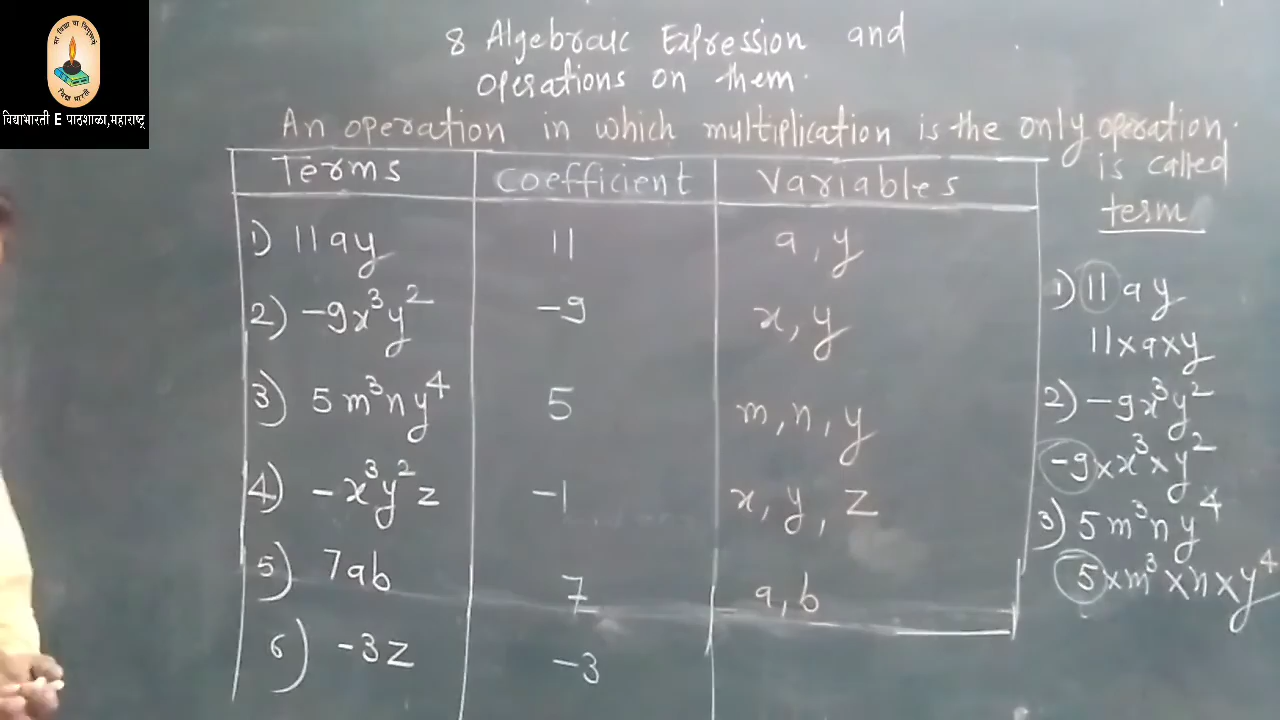 सा विद्या या विमुक्तये
विद्या भारती
विद्याभारती E पाठशाळा,महाराष्ट्र
8 Algebraic Expression and
operations on them.
An operation in which multiplication is the only operation.
is called
term
Terms Coefficient Variables
1) 11ay 11 a, y
2) -9x³y² -9 x, y
3) 5m³ny⁴ 5 m, n, y
4) -x³y²z -1 x, y, z
5) 7ab 7 a, b
6) -3z -3
1) 11ay
11×a×y
2) -9x³y²
-9×x³×y²
3) 5m³ny⁴
5×m³×n×y⁴